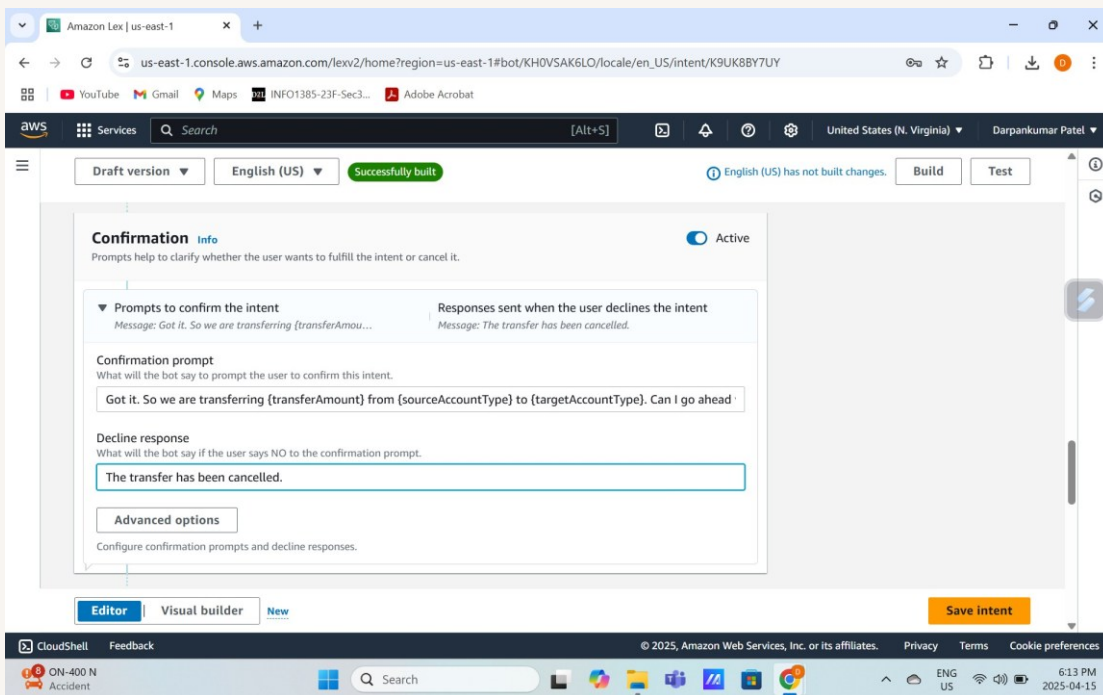 Amazon Lex | us-east-1
us-east-1.console.aws.amazon.com/lexv2/home?region=us-east-1#bot/KH0VSAK6LO/locale/en_US/intent/K9UK8BY7UY
D
YouTube
Gmail
Maps
D2L
INFO1385-23F-Sec3...
Adobe Acrobat
aws
Services
Search
[Alt+S]
United States (N. Virginia)
Darpankumar Patel
Draft version
English (US)
Successfully built
English (US) has not built changes.
Build
Test
Confirmation Info
Active
Prompts help to clarify whether the user wants to fulfill the intent or cancel it.
Prompts to confirm the intent
Message: Got it. So we are transferring {transferAmou...
Responses sent when the user declines the intent
Message: The transfer has been cancelled.
Confirmation prompt
What will the bot say to prompt the user to confirm this intent.
Got it. So we are transferring {transferAmount} from {sourceAccountType} to {targetAccountType}. Can I go ahead
Decline response
What will the bot say if the user says NO to the confirmation prompt.
The transfer has been cancelled.
Advanced options
Configure confirmation prompts and decline responses.
Editor
Visual builder
New
Save intent
CloudShell
Feedback
© 2025, Amazon Web Services, Inc. or its affiliates.
Privacy
Terms
Cookie preferences
8
ON-400 N
Accident
Search
ENG
US
6:13 PM
2025-04-15